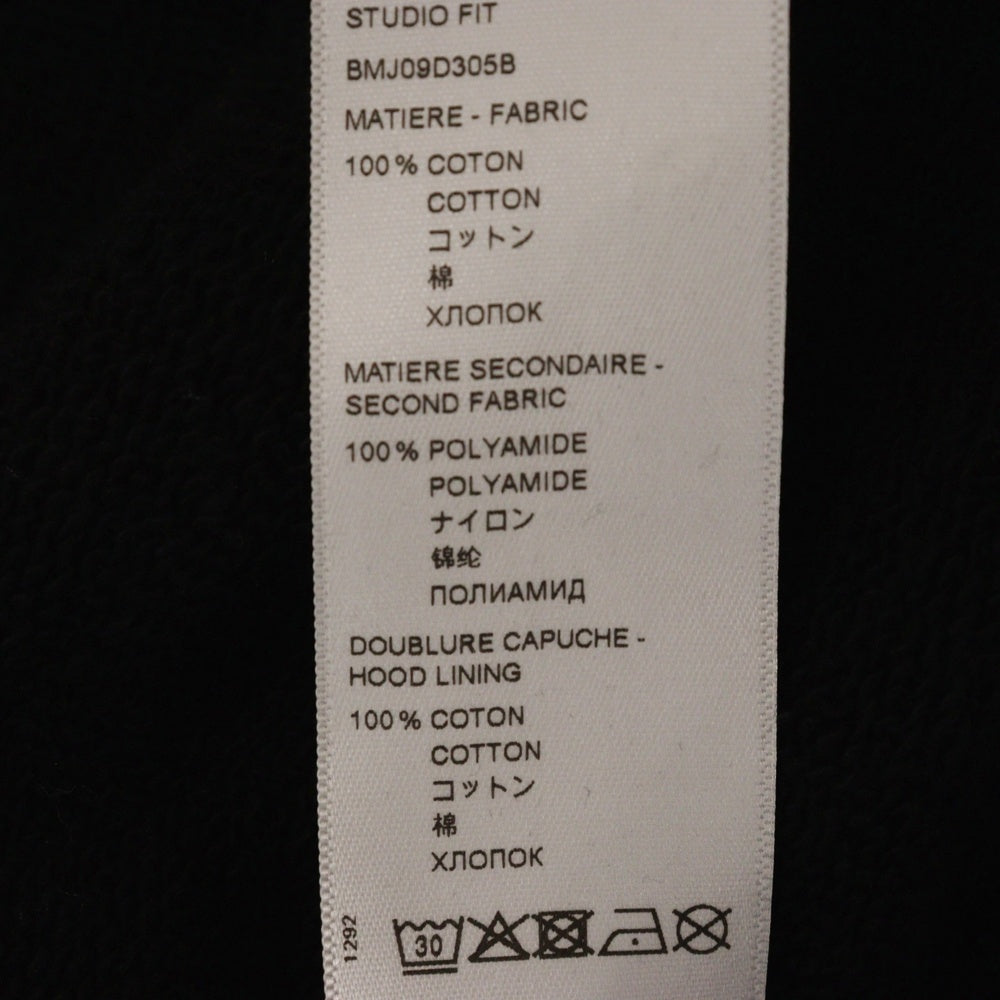 STUDIO FIT
BMJ09D305B
MATIERE - FABRIC
100 % COTON
COTTON
コットン
棉
ХЛОПОК
MATIERE SECONDAIRE -
SECOND FABRIC
100 % POLYAMIDE
POLYAMIDE
ナイロン
锦纶
ПОЛИАМИД
DOUBLURE CAPUCHE -
HOOD LINING
100 % COTON
COTTON
コットン
棉
ХЛОПОК
1292
30